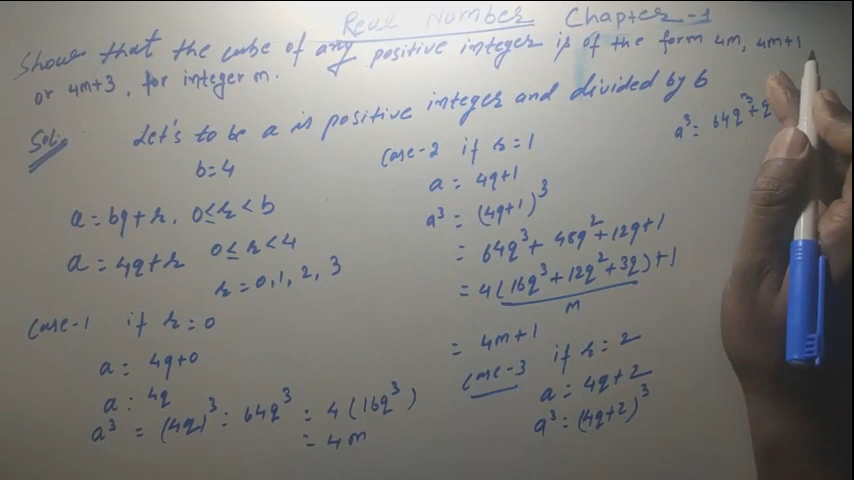 Real Number Chapter-1
Show that the cube of any positive integer is of the form 4m, 4m+1
or 4m+3, for integer m.
Sol:
Let's to be a is positive integer and divided by b
b=4
a = bq+r, 0≤r<b
a = 4q+r 0≤r<4
r=0,1,2,3
Case-1 if r=0
a = 4q+0
a = 4q
a³ = (4q)³ = 64q³ = 4(16q³)
= 4m
Case-2 if r=1
a = 4q+1
a³ = (4q+1)³
= 64q³+48q²+12q+1
= 4(16q³+12q²+3q)+1
m
= 4m+1
Case-3 if r=2
a = 4q+2
a³ = (4q+2)³
a³ = 64q³+